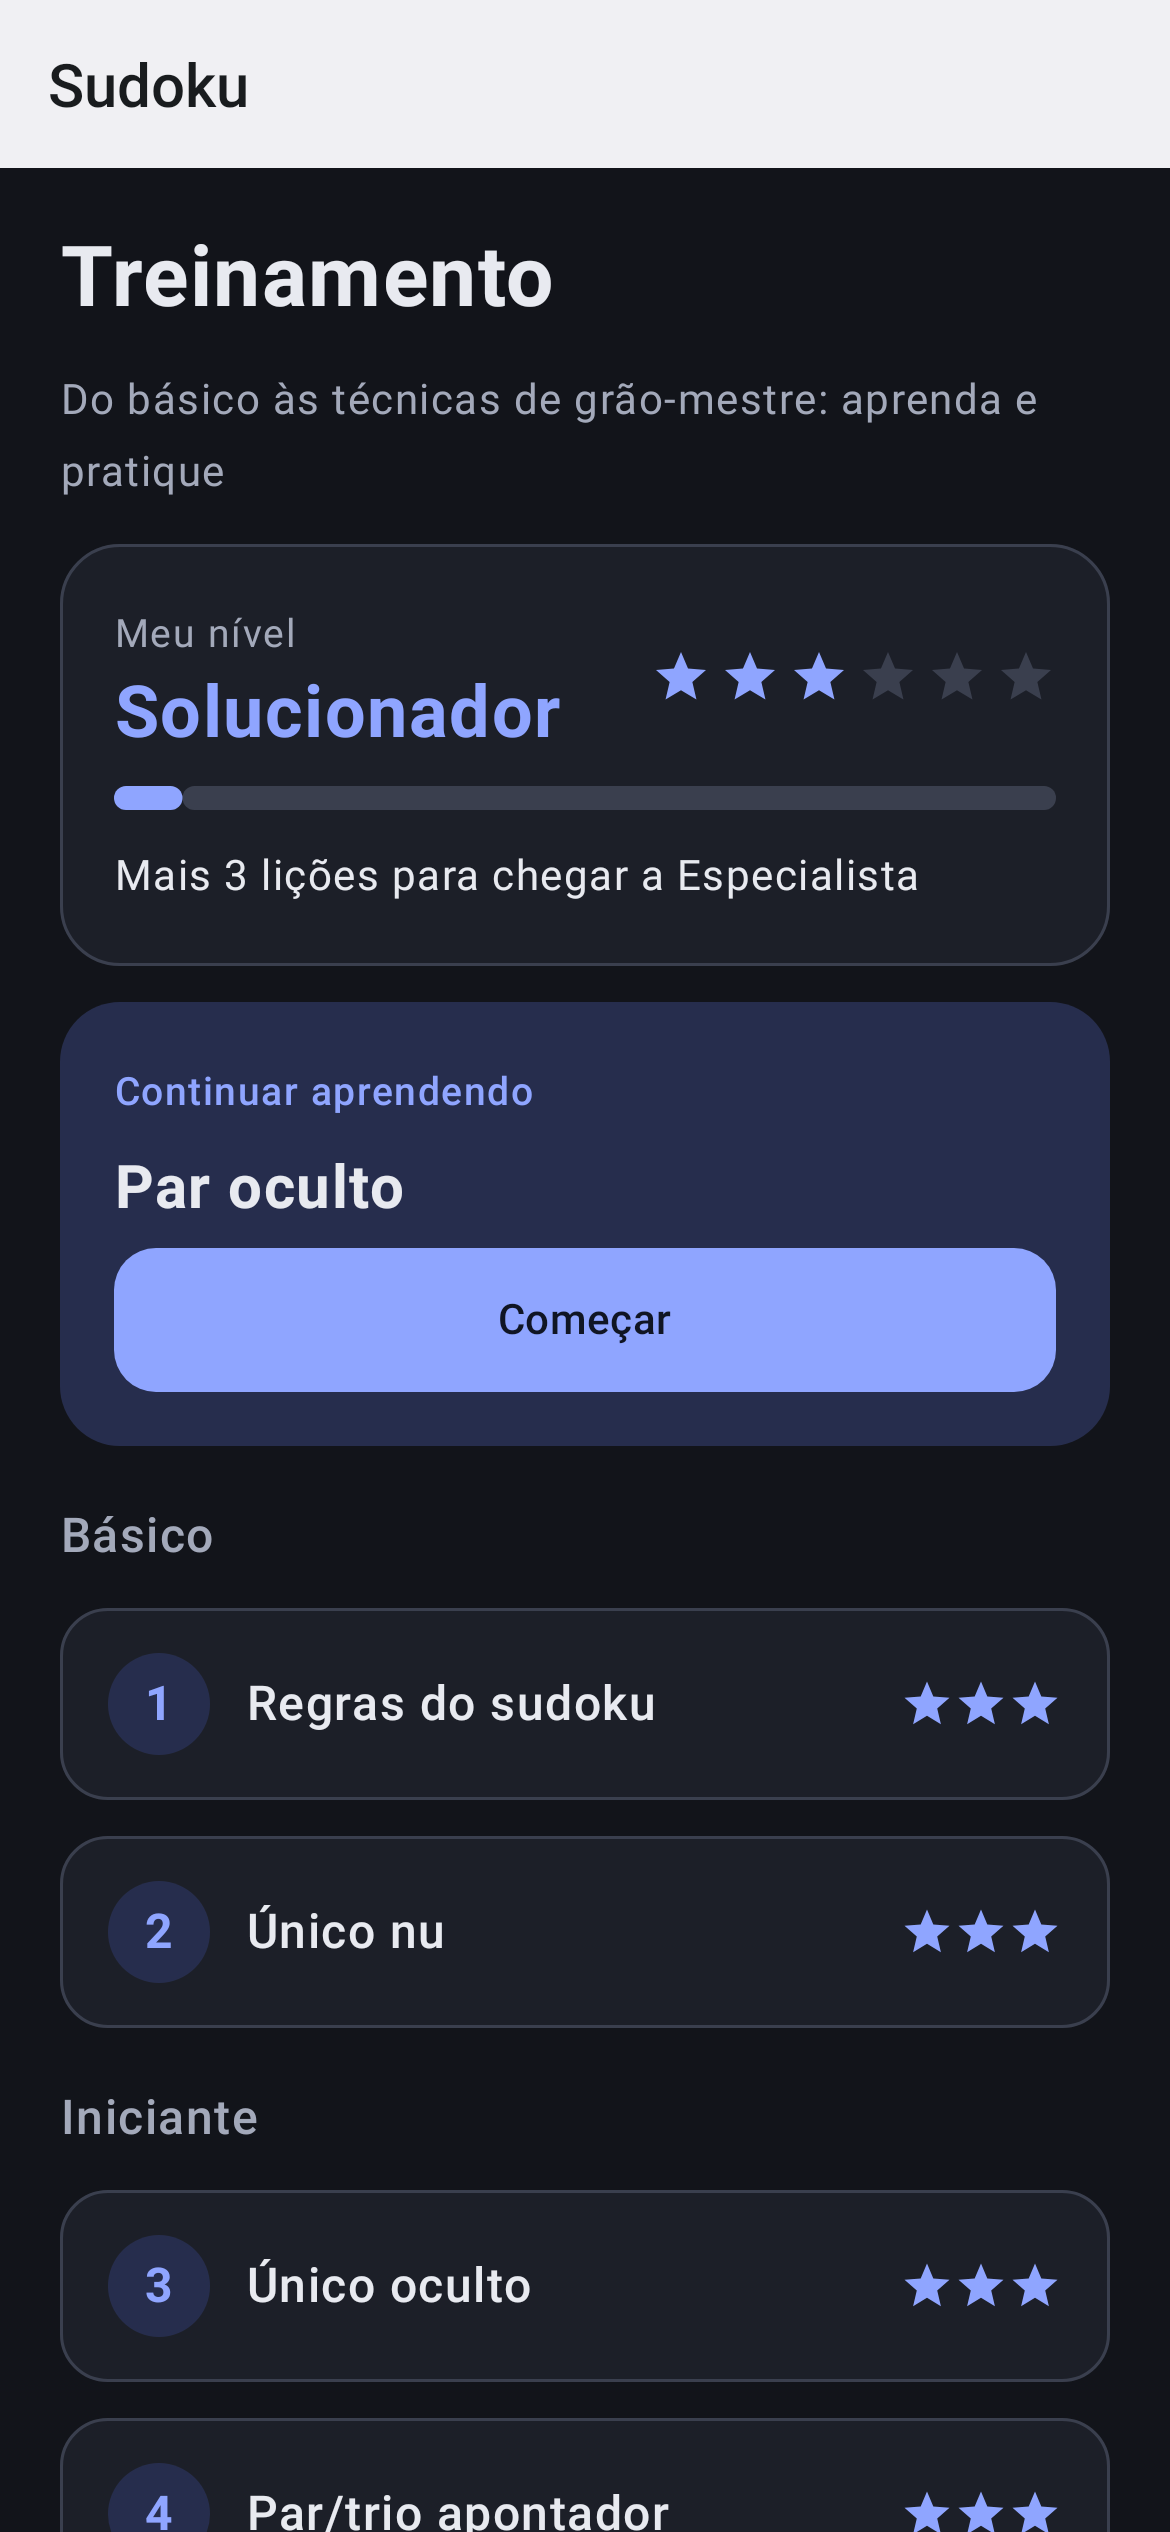 Sudoku
Treinamento
Do básico às técnicas de grão-mestre: aprenda e
pratique
Meu nível
Solucionador
Mais 3 lições para chegar a Especialista
Continuar aprendendo
Par oculto
Começar
Básico
1 Regras do sudoku
2 Único nu
Iniciante
3 Único oculto
4 Par/trio apontador